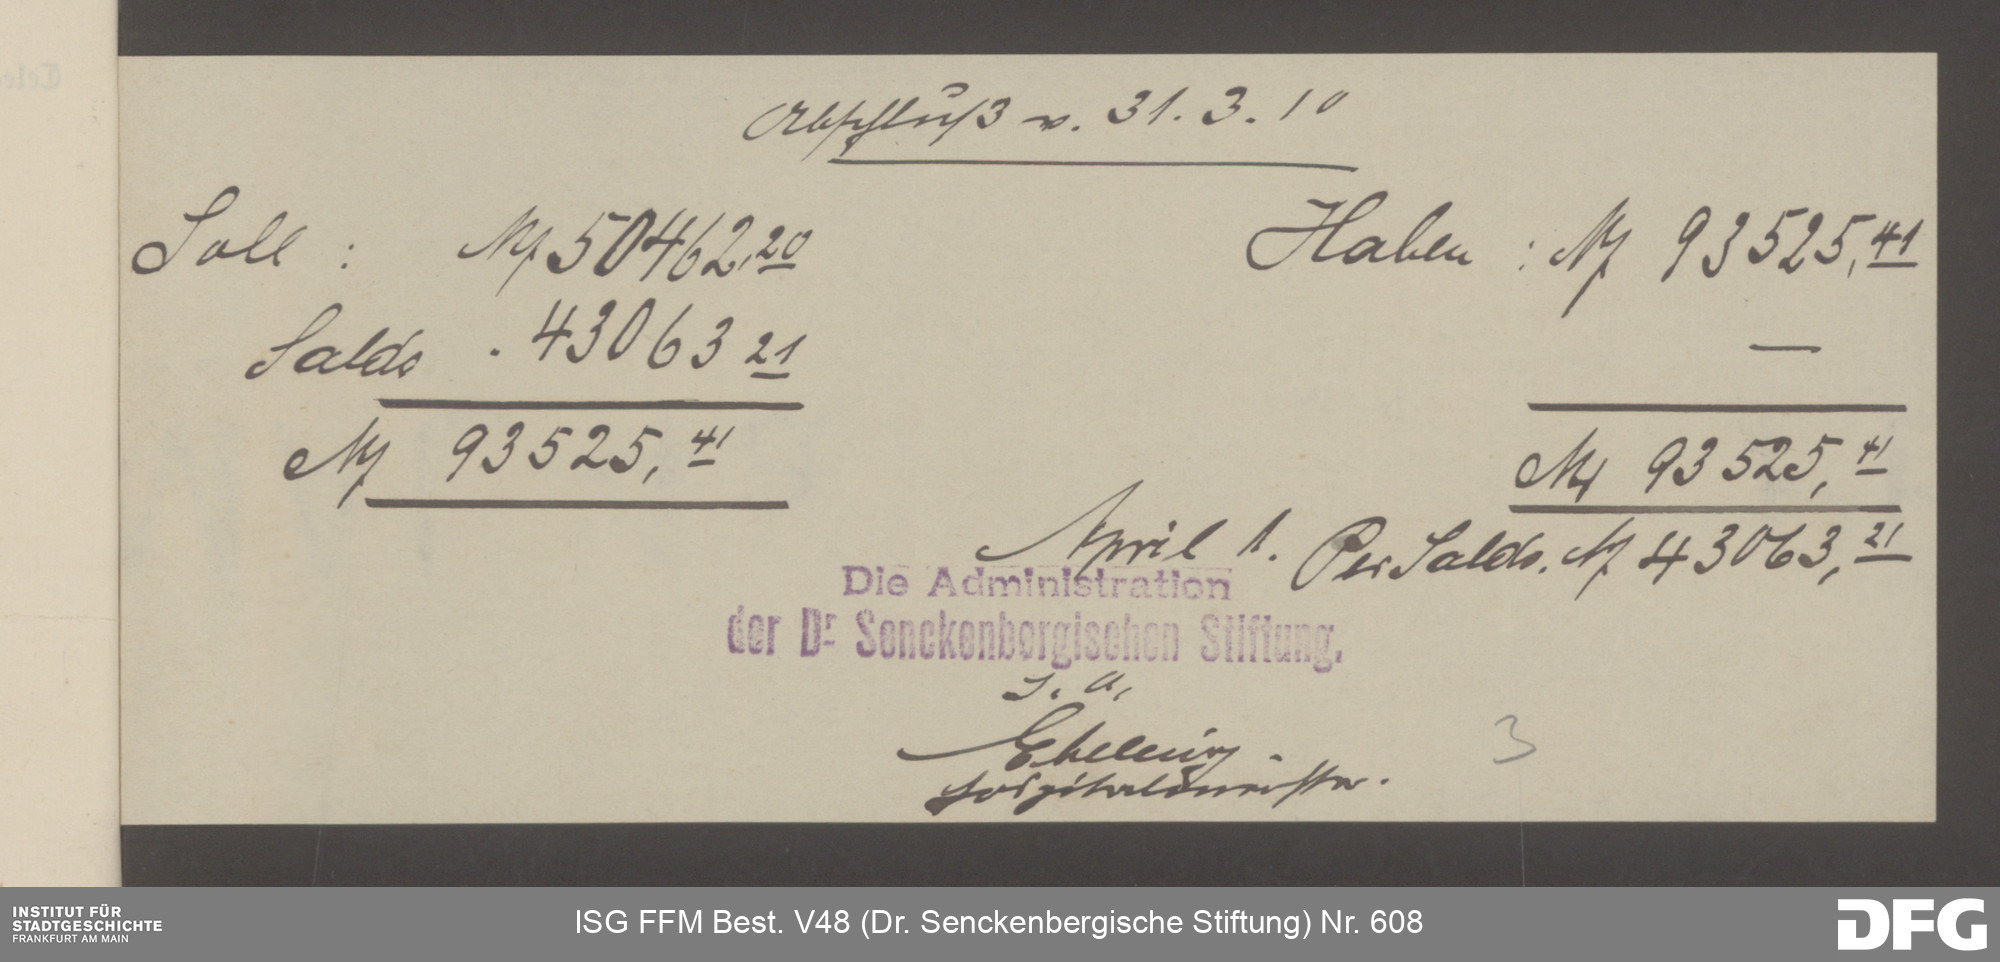 Abschluß v. 31.3.10
Soll : M 50462,20 Haben : M 93525,41
Saldo . 43063 21 —
M 93525,41 M 93525,41
April 1. Per Saldo. M 43063,21
Die Administration
der Dr Senckenbergischen Stiftung.
I. A.
Ebeling
Hospitalmeister.
3
INSTITUT FÜR
STADTGESCHICHTE
FRANKFURT AM MAIN
ISG FFM Best. V48 (Dr. Senckenbergische Stiftung) Nr. 608
DFG